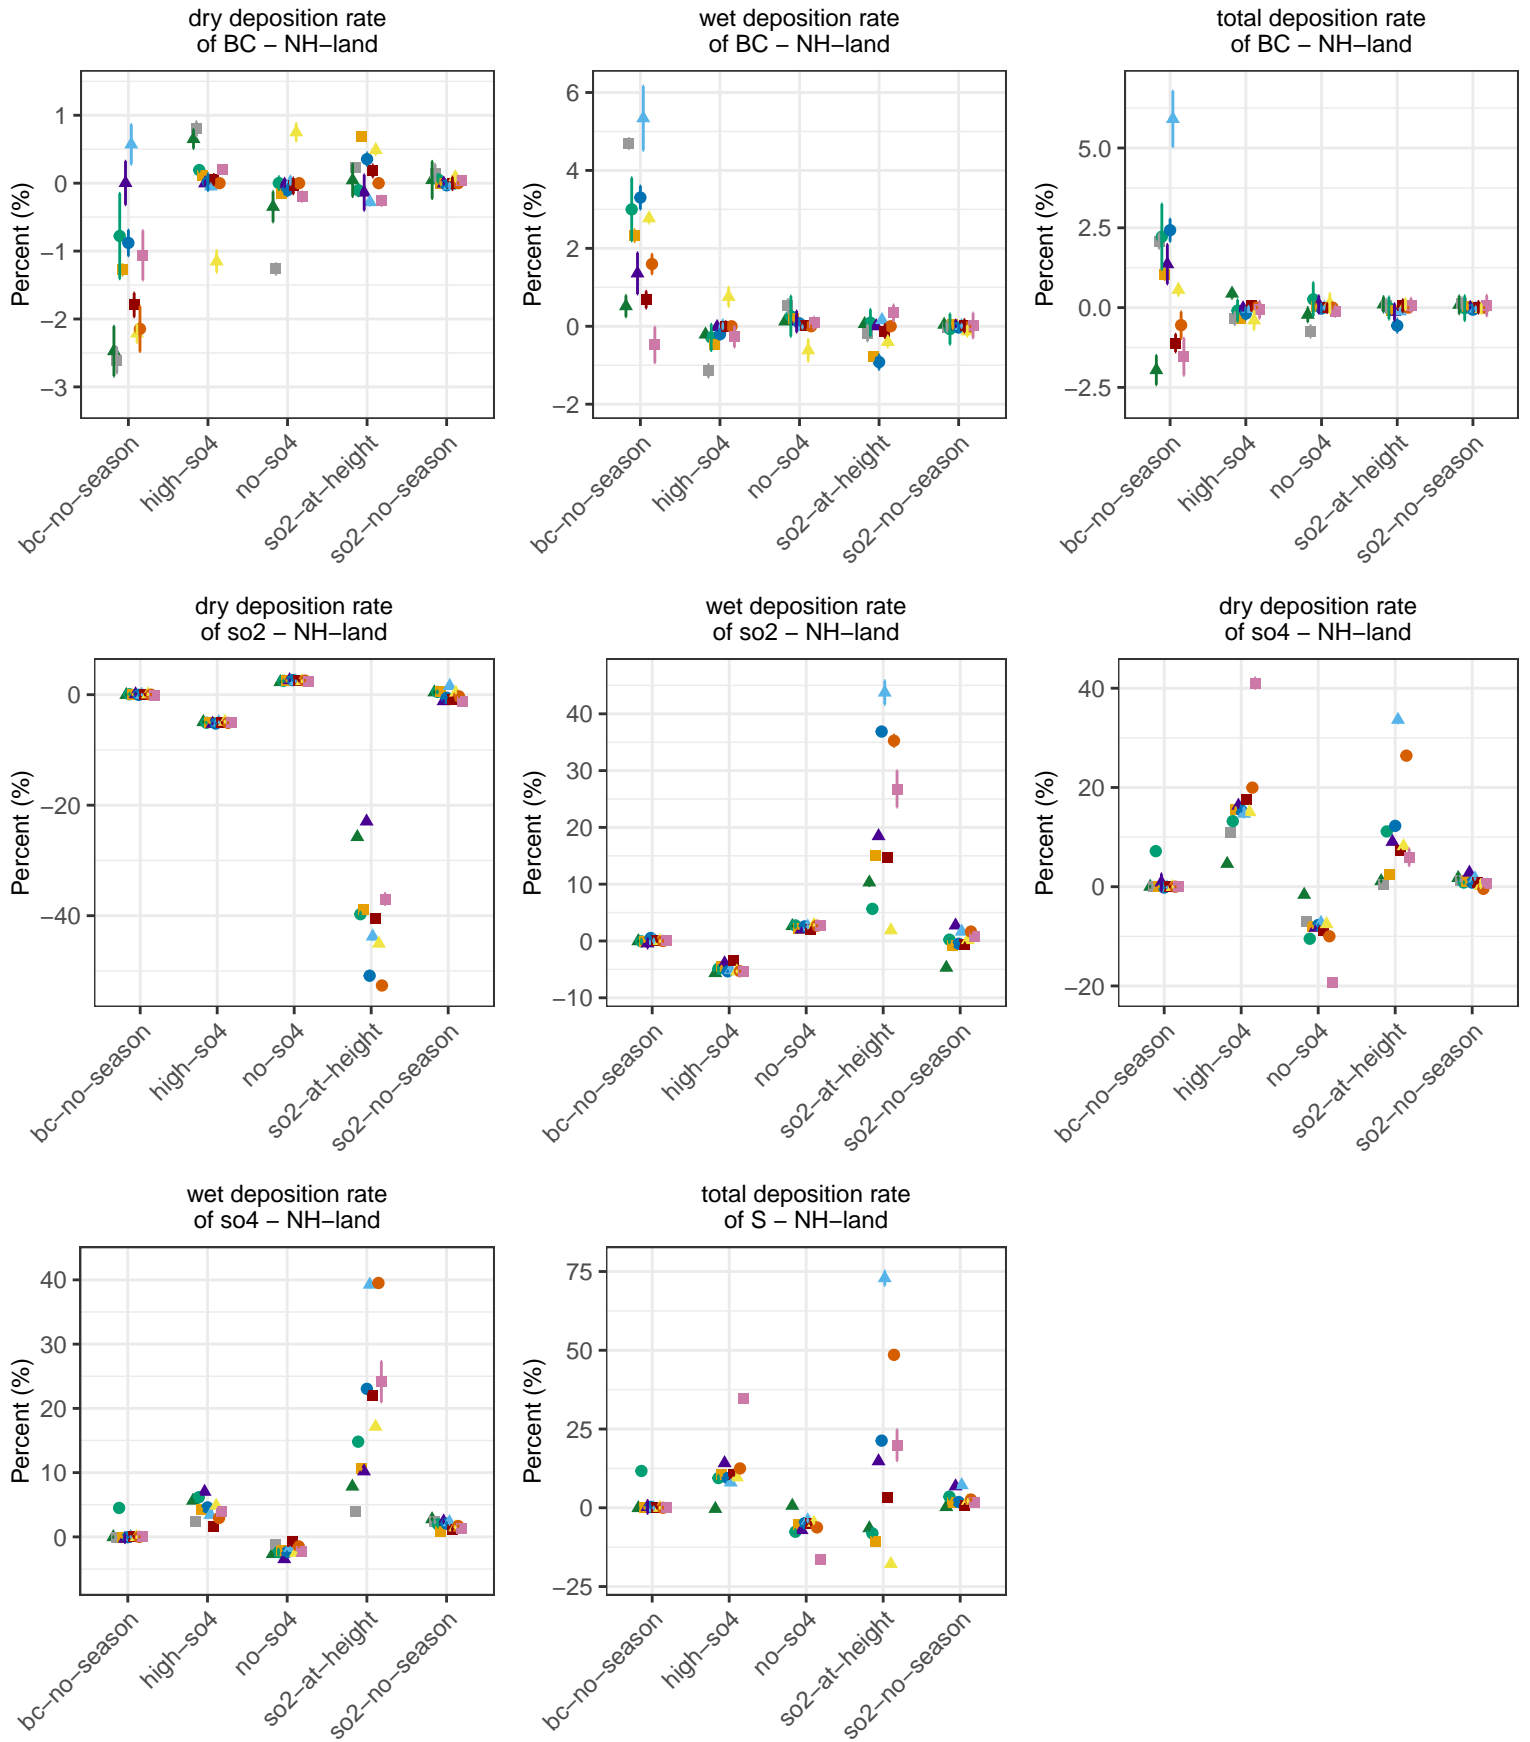 dry deposition rate
of BC − NH−land
wet deposition rate
of BC − NH−land
total deposition rate
of BC − NH−land
Percent (%)
1
0
−1
−2
−3
Percent (%)
6
4
2
0
−2
Percent (%)
5.0
2.5
0.0
−2.5
bc−no−season
high−so4
no−so4
so2−at−height
so2−no−season
bc−no−season
high−so4
no−so4
so2−at−height
so2−no−season
bc−no−season
high−so4
no−so4
so2−at−height
so2−no−season
dry deposition rate
of so2 − NH−land
wet deposition rate
of so2 − NH−land
dry deposition rate
of so4 − NH−land
Percent (%)
0
−20
−40
Percent (%)
40
30
20
10
0
−10
Percent (%)
40
20
0
−20
bc−no−season
high−so4
no−so4
so2−at−height
so2−no−season
bc−no−season
high−so4
no−so4
so2−at−height
so2−no−season
bc−no−season
high−so4
no−so4
so2−at−height
so2−no−season
wet deposition rate
of so4 − NH−land
total deposition rate
of S − NH−land
Percent (%)
40
30
20
10
0
Percent (%)
75
50
25
0
−25
bc−no−season
high−so4
no−so4
so2−at−height
so2−no−season
bc−no−season
high−so4
no−so4
so2−at−height
so2−no−season